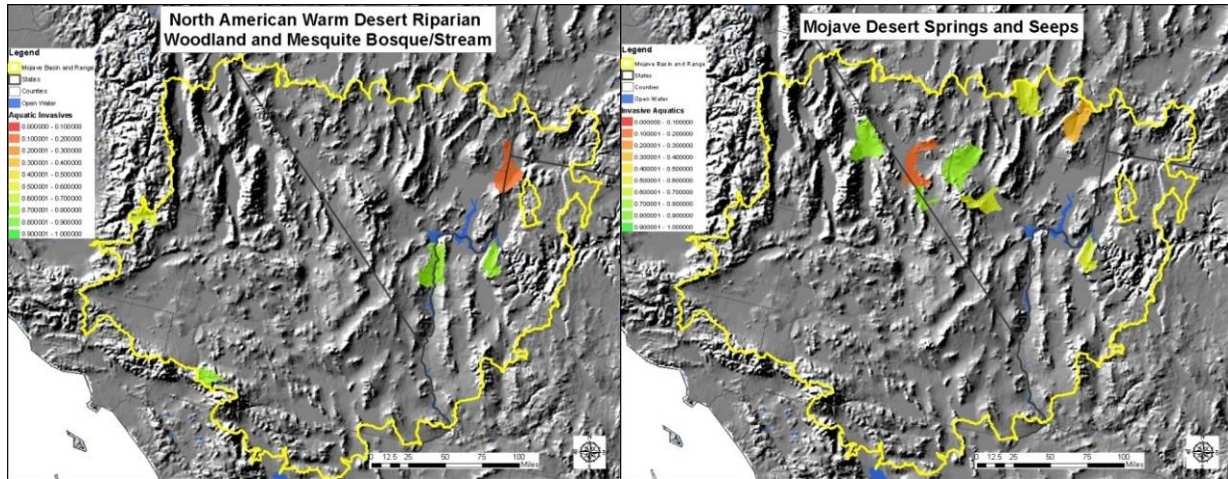 North American Warm Desert Riparian
Woodland and Mesquite Bosque/Stream
Legend
Mojave Basin and Range
States
Counties
Open Water
Aquatic Invasives
0.000000 - 0.100000
0.100001 - 0.200000
0.200001 - 0.300000
0.300001 - 0.400000
0.400001 - 0.500000
0.500001 - 0.600000
0.600001 - 0.700000
0.700001 - 0.800000
0.800001 - 0.900000
0.900001 - 1.000000
0 12.5 25 50 75 100
Miles
Mojave Desert Springs and Seeps
Legend
Mojave Basin and Range
States
Counties
Open Water
Invasive Aquatics
0.000000 - 0.100000
0.100001 - 0.200000
0.200001 - 0.300000
0.300001 - 0.400000
0.400001 - 0.500000
0.500001 - 0.600000
0.600001 - 0.700000
0.700001 - 0.800000
0.800001 - 0.900000
0.900001 - 1.000000
0 12.5 25 50 75 100
Miles